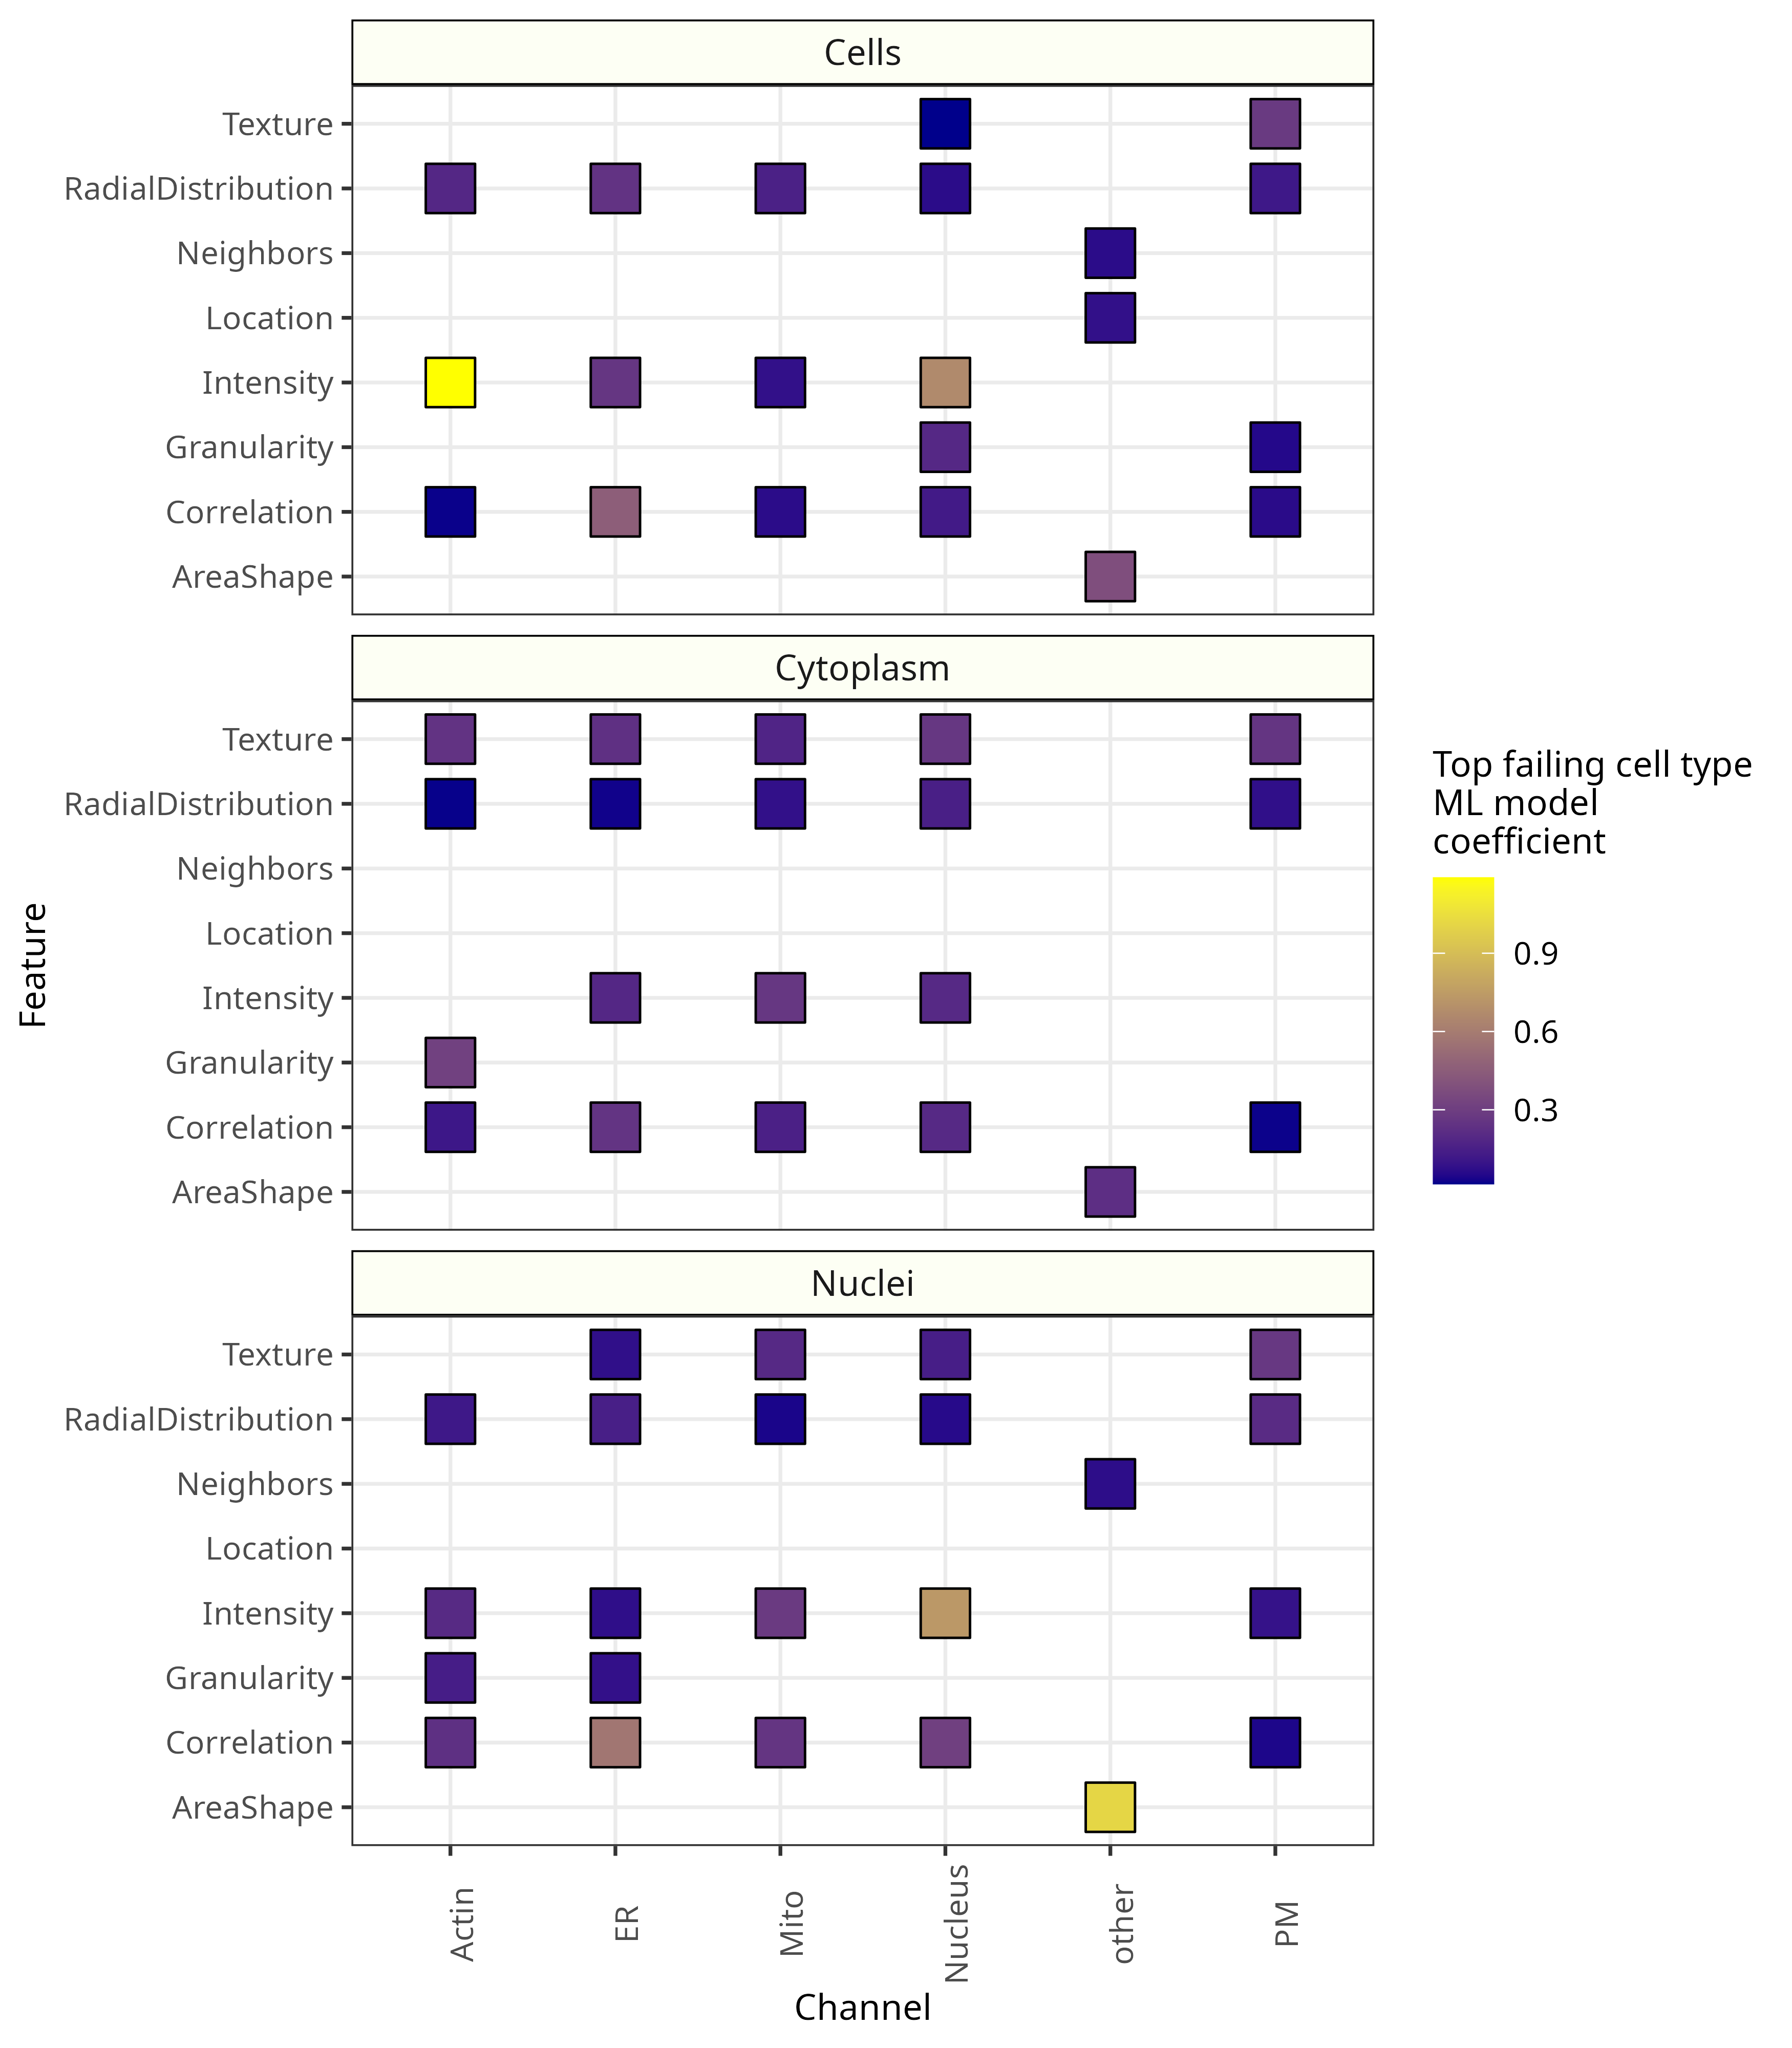 Cells
Texture
RadialDistribution
Neighbors
Location
Intensity
Granularity
Correlation
AreaShape
Cytoplasm
Texture
RadialDistribution
Neighbors
Location
Intensity
Granularity
Correlation
AreaShape
Nuclei
Texture
RadialDistribution
Neighbors
Location
Intensity
Granularity
Correlation
AreaShape
Feature
Actin
ER
Mito
Nucleus
other
PM
Channel
Top failing cell type
ML model
coefficient
0.9
0.6
0.3